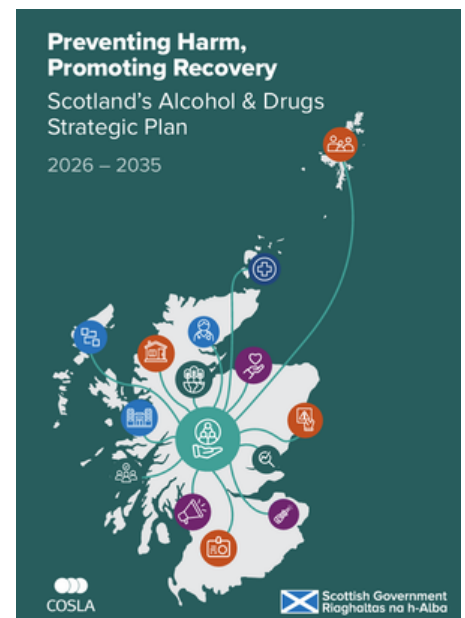 Preventing Harm,
Promoting Recovery
Scotland's Alcohol & Drugs
Strategic Plan
2026 – 2035
COSLA
Scottish Government
Riaghaltas na h-Alba